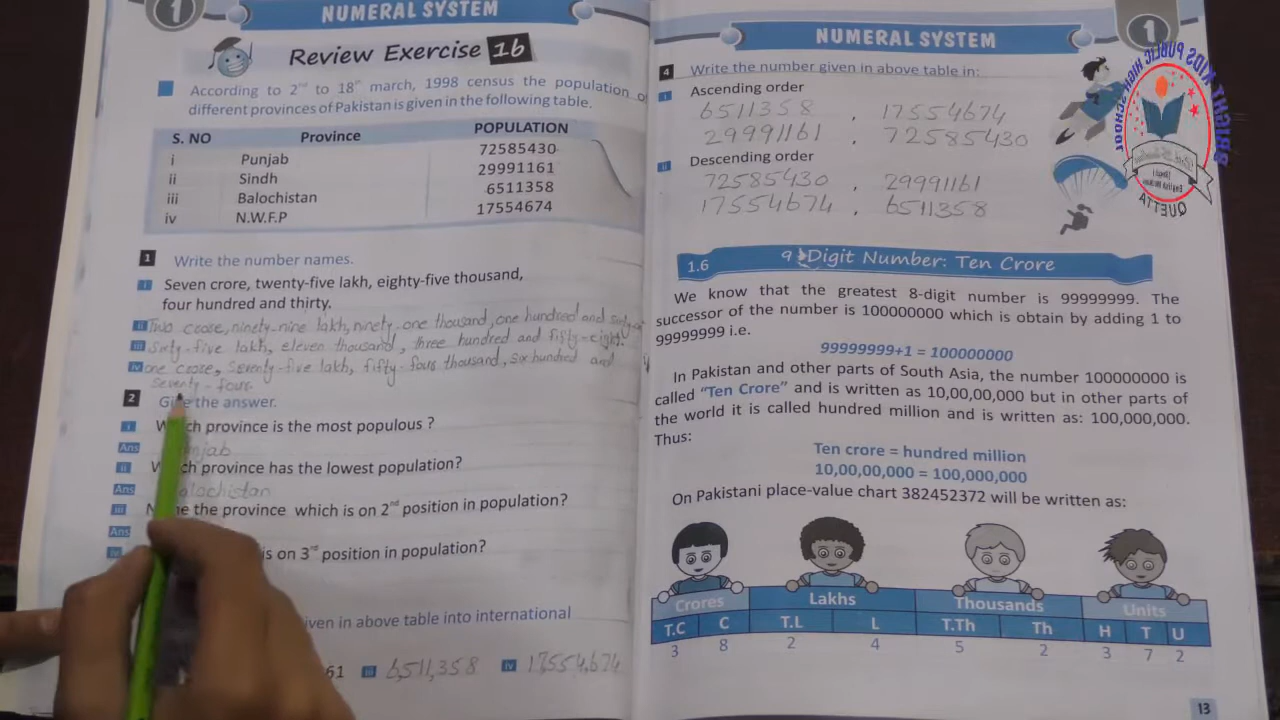 1
NUMERAL SYSTEM
Review Exercise 1b
According to 2nd to 18th march, 1998 census the population o
different provinces of Pakistan is given in the following table.
S. NO Province POPULATION
i Punjab 72585430
ii Sindh 29991161
iii Balochistan 6511358
iv N.W.F.P 17554674
1 Write the number names.
i Seven crore, twenty-five lakh, eighty-five thousand,
four hundred and thirty.
ii Two crore, ninety-nine lakh, ninety-one thousand, one hundred and sixty-
iii Sixty-five lakh, eleven thousand, three hundred and fifty-eight
iv one crore, Seventy-five lakh, fifty-four thousand, six hundred and
seventy-four
2 Give the answer.
i Which province is the most populous ?
Ans
ii Which province has the lowest population?
Ans Balochistan
iii Name the province which is on 2nd position in population?
Ans
iv is on 3rd position in population?
iven in above table into international
61 iii 6,511,358 iv 17,554,674
NUMERAL SYSTEM
1
4 Write the number given in above table in:
i Ascending order
6511358 , 17554674
29991161 , 72585430
ii Descending order
72585430 , 29991161
17554674 , 6511358
1.6 9 Digit Number: Ten Crore
We know that the greatest 8-digit number is 99999999. The
successor of the number is 100000000 which is obtain by adding 1 to
99999999 i.e.
99999999+1 = 100000000
In Pakistan and other parts of South Asia, the number 100000000 is
called "Ten Crore" and is written as 10,00,00,000 but in other parts of
the world it is called hundred million and is written as: 100,000,000.
Thus:
Ten crore = hundred million
10,00,00,000 = 100,000,000
On Pakistani place-value chart 382452372 will be written as:
Crores Lakhs Thousands Units
T.C C T.L L T.Th Th H T U
3 8 2 4 5 2 3 7 2
13
BRIGHT KIDS PUBLIC HIGH SCHOOL
QUETTA